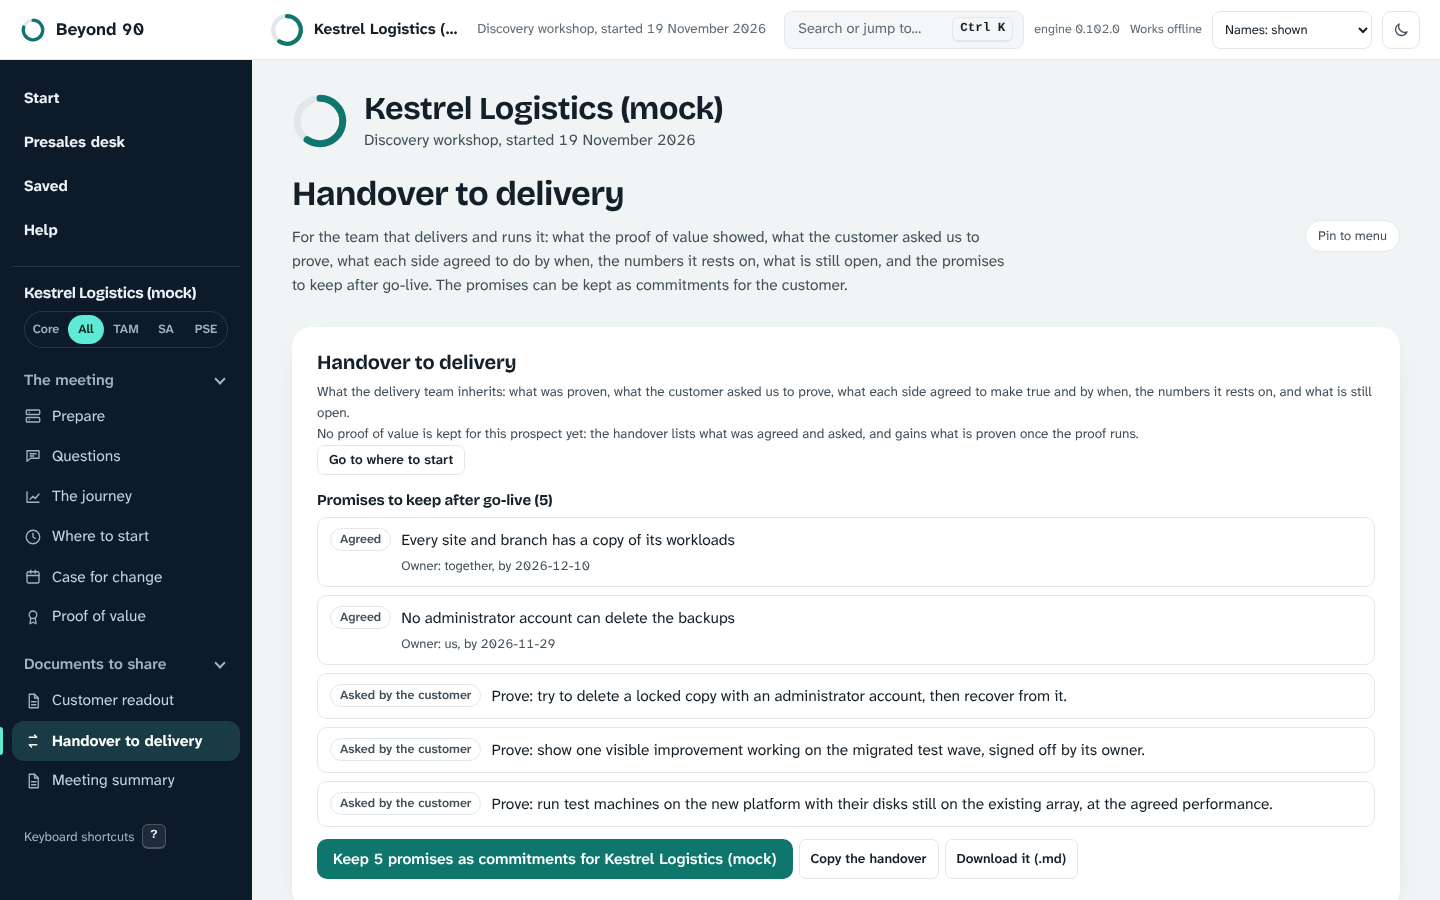 Beyond 90
Kestrel Logistics (...
Discovery workshop, started 19 November 2026
Search or jump to...
Ctrl K
engine 0.102.0
Works offline
Names: shown
Start
Presales desk
Saved
Help
Kestrel Logistics (mock)
Core
All
TAM
SA
PSE
The meeting
Prepare
Questions
The journey
Where to start
Case for change
Proof of value
Documents to share
Customer readout
Handover to delivery
Meeting summary
Keyboard shortcuts ?
Kestrel Logistics (mock)
Discovery workshop, started 19 November 2026
Handover to delivery
For the team that delivers and runs it: what the proof of value showed, what the customer asked us to
prove, what each side agreed to do by when, the numbers it rests on, what is still open, and the promises
to keep after go-live. The promises can be kept as commitments for the customer.
Pin to menu
Handover to delivery
What the delivery team inherits: what was proven, what the customer asked us to prove, what each side agreed to make true and by when, the numbers it rests on, and what is still
open.
No proof of value is kept for this prospect yet: the handover lists what was agreed and asked, and gains what is proven once the proof runs.
Go to where to start
Promises to keep after go-live (5)
Agreed
Every site and branch has a copy of its workloads
Owner: together, by 2026-12-10
Agreed
No administrator account can delete the backups
Owner: us, by 2026-11-29
Asked by the customer
Prove: try to delete a locked copy with an administrator account, then recover from it.
Asked by the customer
Prove: show one visible improvement working on the migrated test wave, signed off by its owner.
Asked by the customer
Prove: run test machines on the new platform with their disks still on the existing array, at the agreed performance.
Keep 5 promises as commitments for Kestrel Logistics (mock)
Copy the handover
Download it (.md)